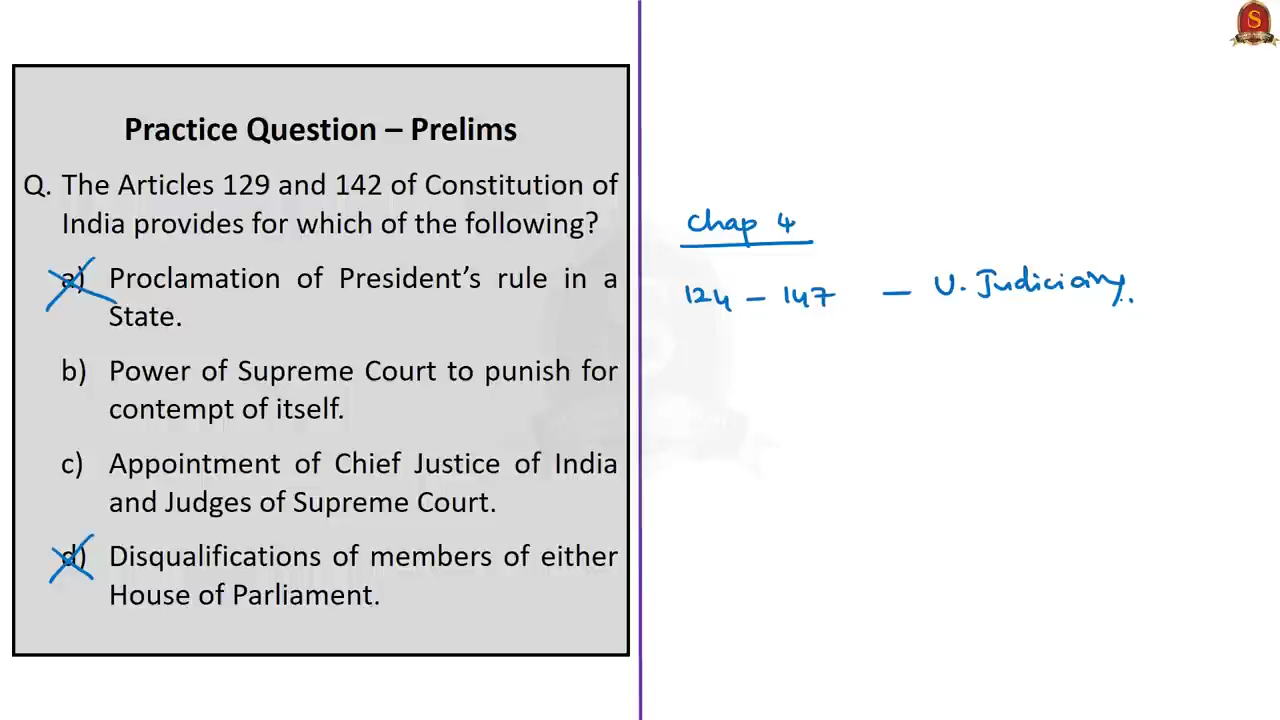 Practice Question – Prelims
Q. The Articles 129 and 142 of Constitution of
India provides for which of the following?
a) Proclamation of President's rule in a
State.
b) Power of Supreme Court to punish for
contempt of itself.
c) Appointment of Chief Justice of India
and Judges of Supreme Court.
d) Disqualifications of members of either
House of Parliament.
Chap 4
124 – 147 – U. Judiciary.
S